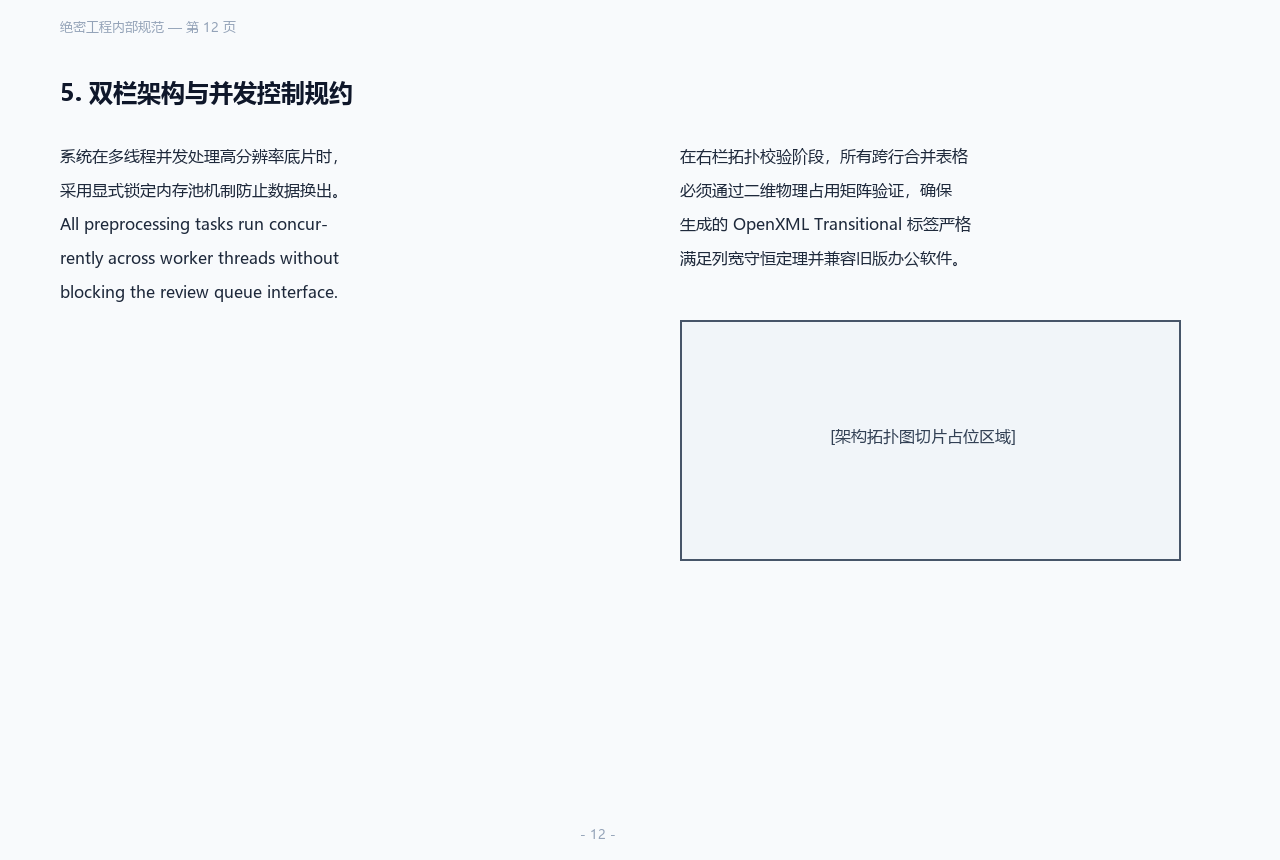 绝密工程内部规范 — 第 12 页
5. 双栏架构与并发控制规约
系统在多线程并发处理高分辨率底片时，
采用显式锁定内存池机制防止数据换出。
All preprocessing tasks run concur-
rently across worker threads without
blocking the review queue interface.
在右栏拓扑校验阶段，所有跨行合并表格
必须通过二维物理占用矩阵验证，确保
生成的 OpenXML Transitional 标签严格
满足列宽守恒定理并兼容旧版办公软件。
[架构拓扑图切片占位区域]
- 12 -